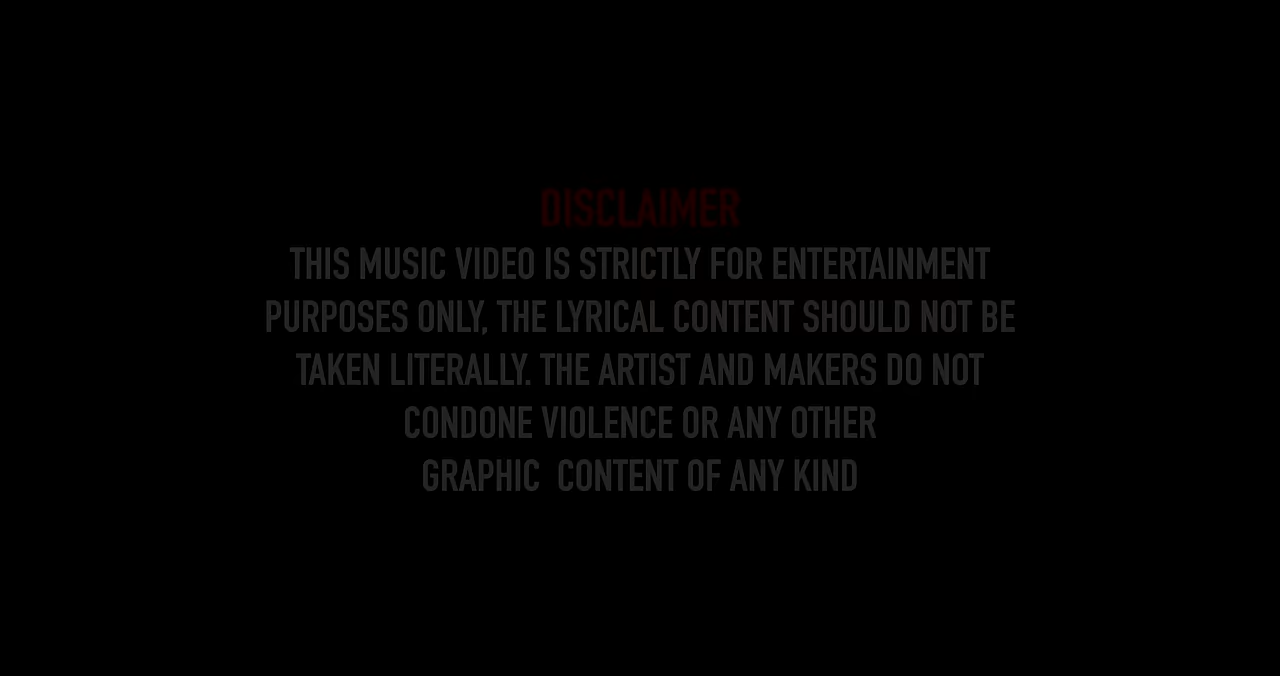 DISCLAIMER
THIS MUSIC VIDEO IS STRICTLY FOR ENTERTAINMENT
PURPOSES ONLY, THE LYRICAL CONTENT SHOULD NOT BE
TAKEN LITERALLY. THE ARTIST AND MAKERS DO NOT
CONDONE VIOLENCE OR ANY OTHER
GRAPHIC  CONTENT OF ANY KIND